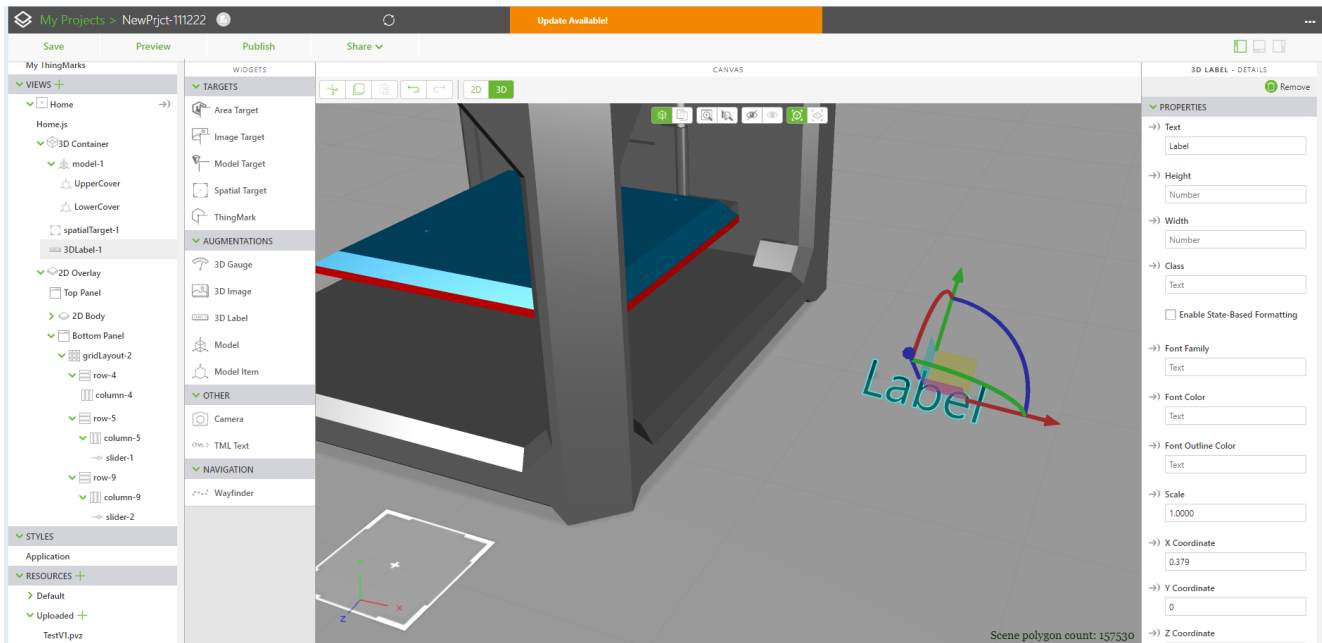 My Projects > NewPrjct-111222
Update Available!
Save
Preview
Publish
Share
My ThingMarks
VIEWS
Home
Home.js
3D Container
model-1
UpperCover
LowerCover
spatialTarget-1
3DLabel-1
2D Overlay
Top Panel
2D Body
Bottom Panel
gridLayout-2
row-4
column-4
row-5
column-5
slider-1
row-9
column-9
slider-2
STYLES
Application
RESOURCES
Default
Uploaded
TestV1.pvz
WIDGETS
TARGETS
Area Target
Image Target
Model Target
Spatial Target
ThingMark
AUGMENTATIONS
3D Gauge
3D Image
3D Label
Model
Model Item
OTHER
Camera
TML Text
NAVIGATION
Wayfinder
CANVAS
2D 3D
Label
Y
X
Z
Scene polygon count: 157530
3D LABEL - DETAILS
Remove
PROPERTIES
Text
Label
Height
Number
Width
Number
Class
Text
Enable State-Based Formatting
Font Family
Text
Font Color
Text
Font Outline Color
Text
Scale
1.0000
X Coordinate
0.379
Y Coordinate
0
Z Coordinate